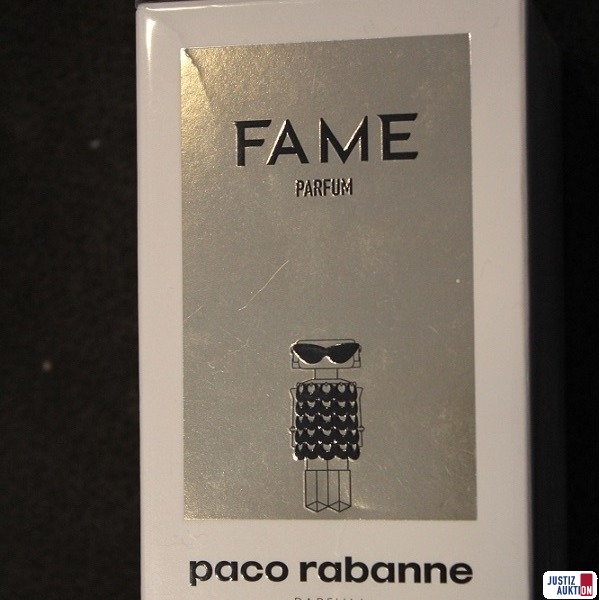 FAME
PARFUM
paco rabanne
JUSTIZ
AUKTION